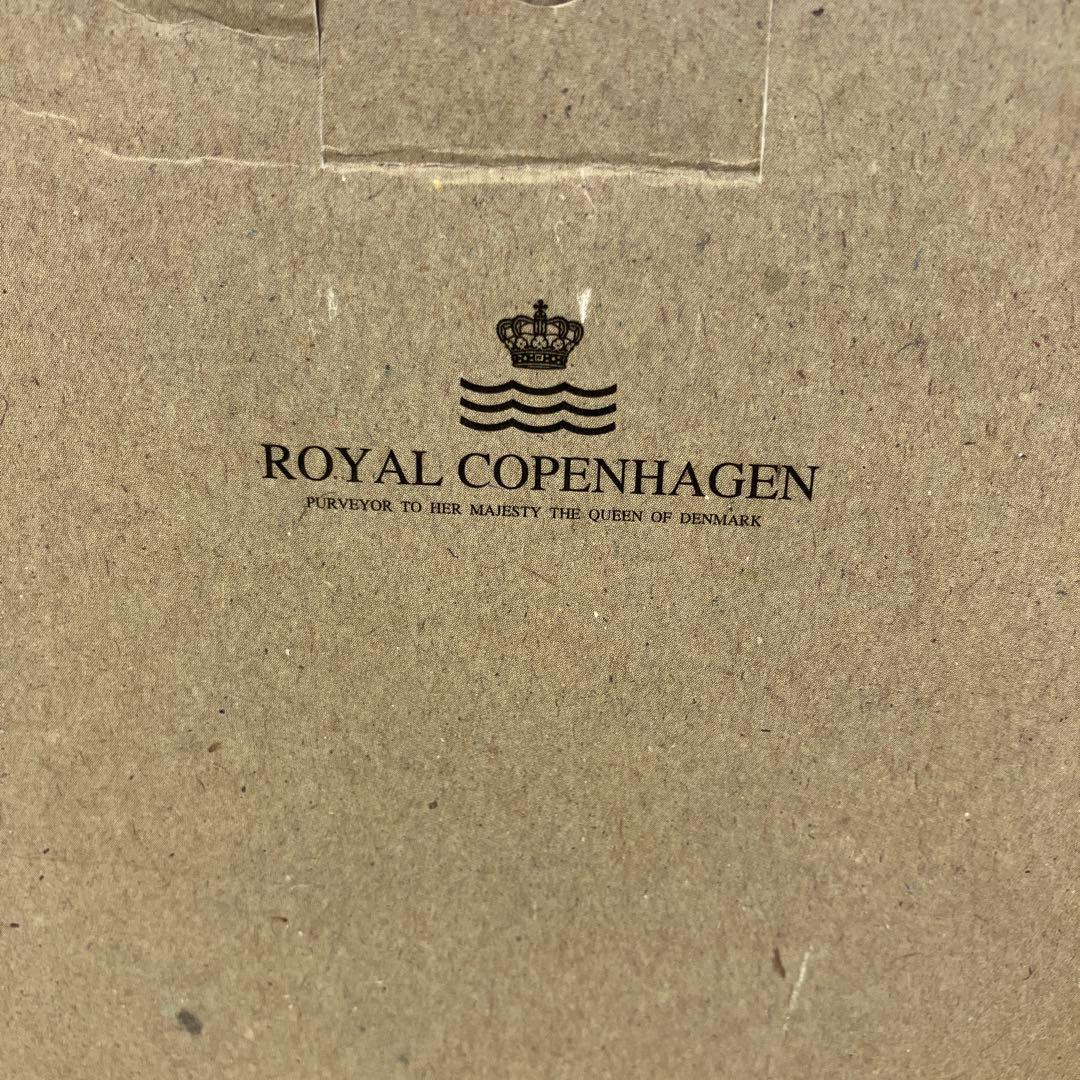 ROYAL COPENHAGEN
PURVEYOR TO HER MAJESTY THE QUEEN OF DENMARK